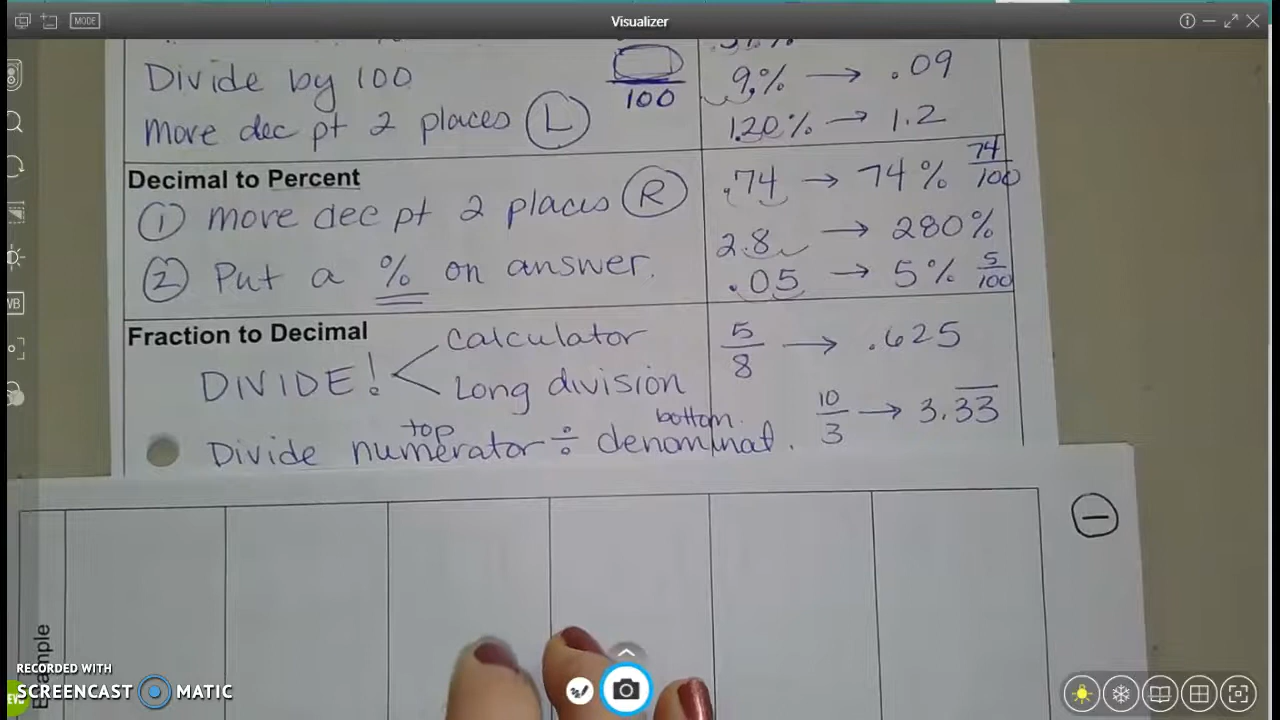 MODE
Visualizer
Divide by 100
100
move dec pt 2 places L
9% → .09
120% → 1.2
Decimal to Percent
1 move dec pt 2 places R
2 Put a % on answer.
.74 → 74% 74/100
2.8 → 280%
.05 → 5% 5/100
Fraction to Decimal
DIVIDE! calculator
Long division
top bottom
Divide numerator ÷ denominat.
5/8 → .625
10/3 → 3.33
Example
RECORDED WITH
SCREENCAST MATIC